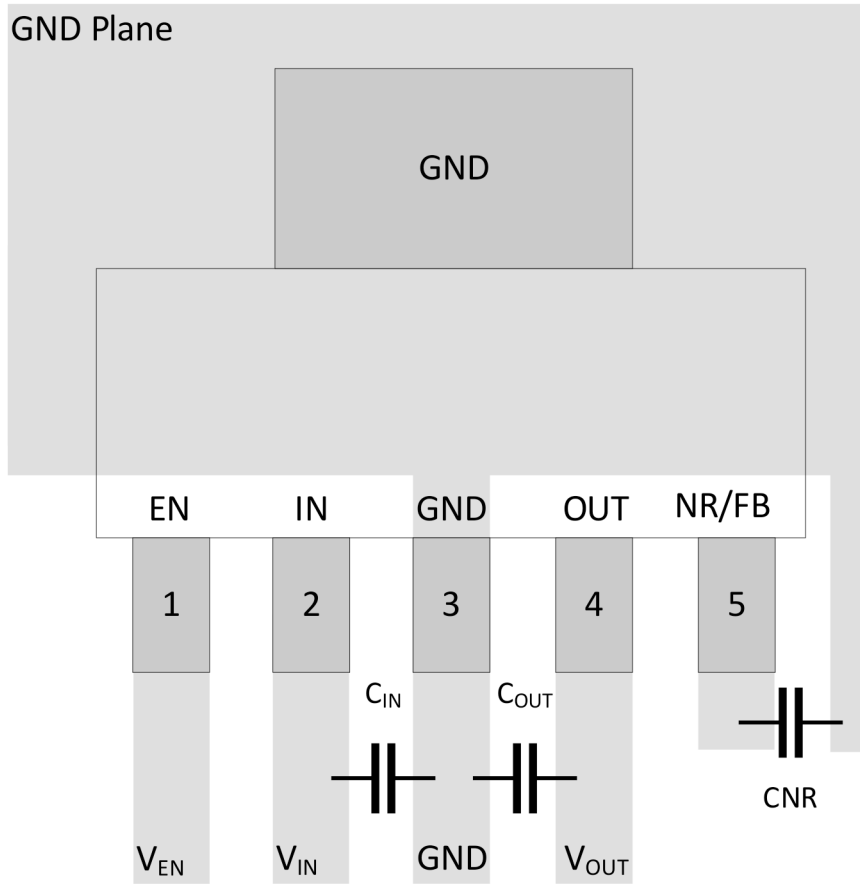 GND Plane
GND
EN IN GND OUT NR/FB
1 2 3 4 5
CIN COUT
CNR
VEN VIN GND VOUT